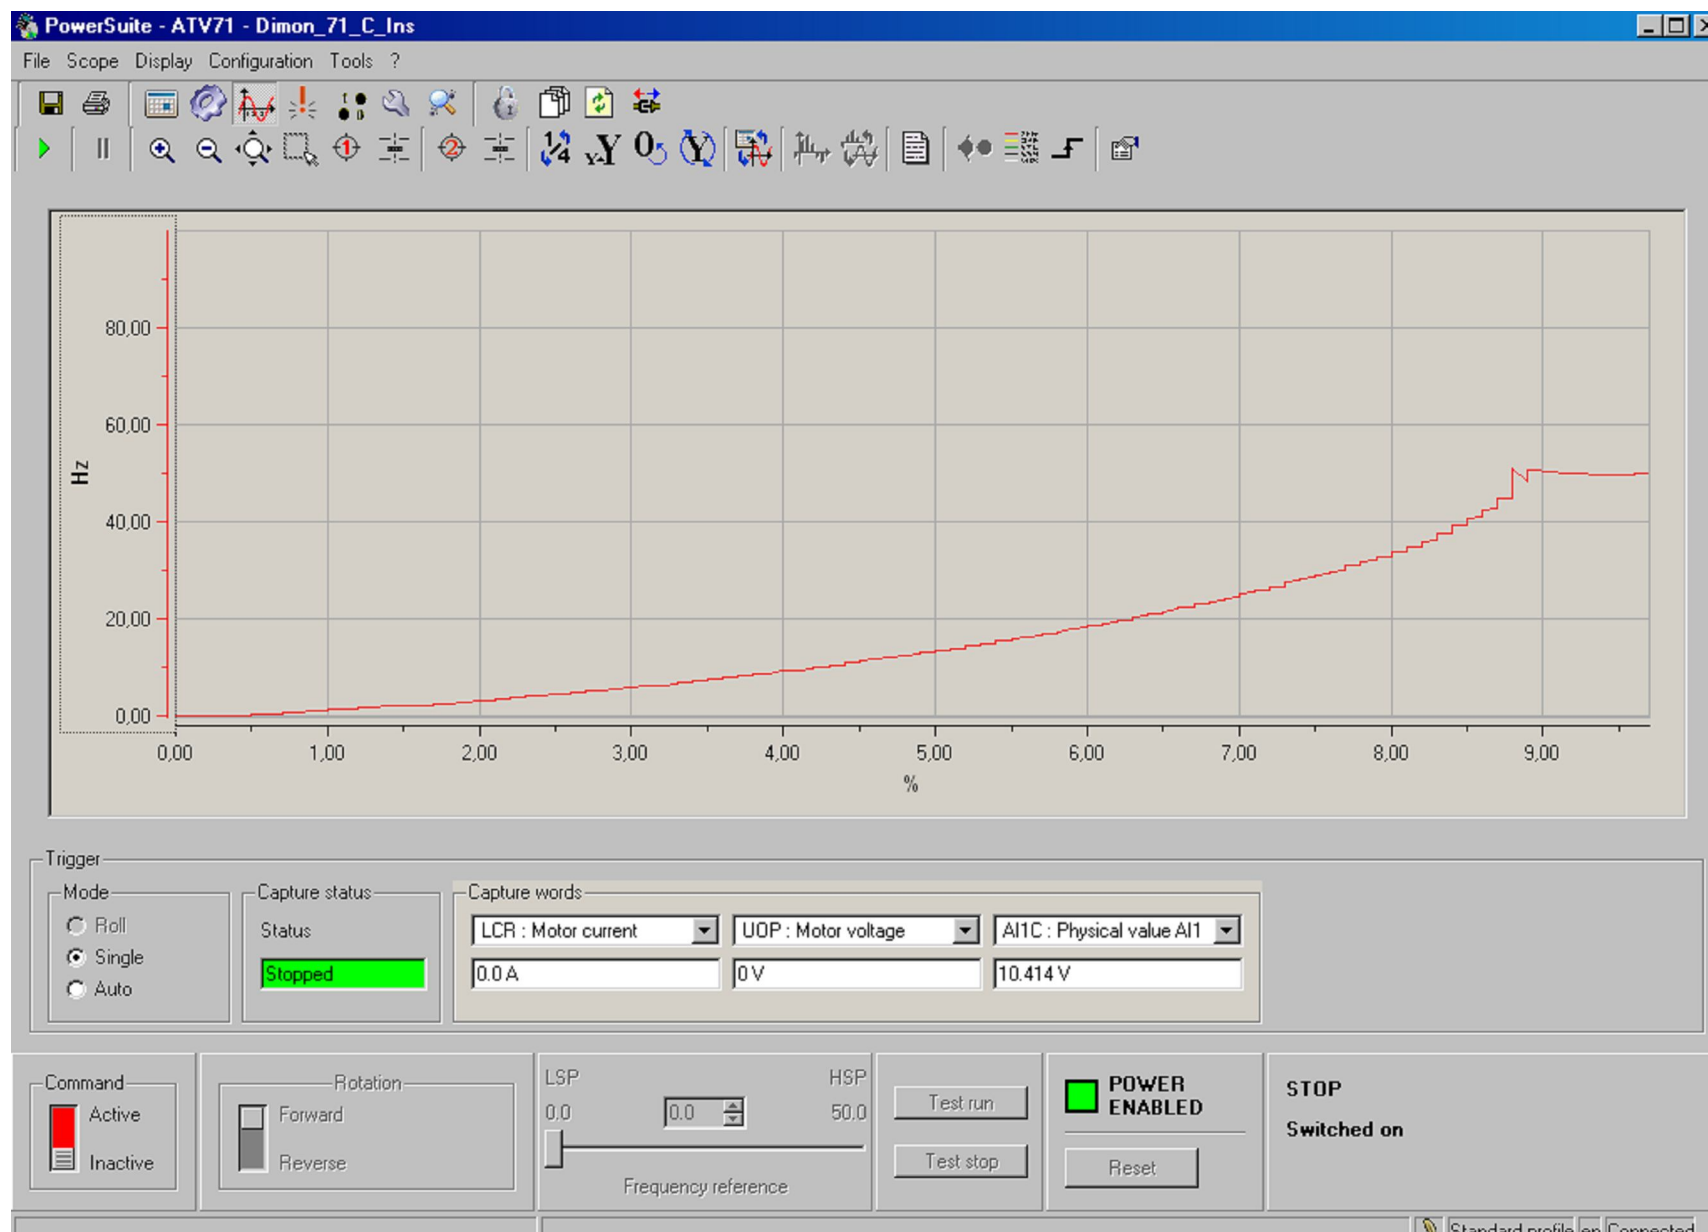 PowerSuite - ATV71 - Dimon_71_C_Ins
File Scope Display Configuration Tools ?
80,00
60,00
Hz
40,00
20,00
0,00
0,00 1,00 2,00 3,00 4,00 5,00 6,00 7,00 8,00 9,00
%
Trigger
Mode
Roll
Single
Auto
Capture status
Status
Stopped
Capture words
LCR : Motor current
UOP : Motor voltage
AI1C : Physical value AI1
0.0 A
0 V
10.414 V
Command
Active
Inactive
Rotation
Forward
Reverse
LSP HSP
0.0 0.0 50.0
Frequency reference
Test run
Test stop
POWER
ENABLED
Reset
STOP
Switched on
Standard profile on Connected